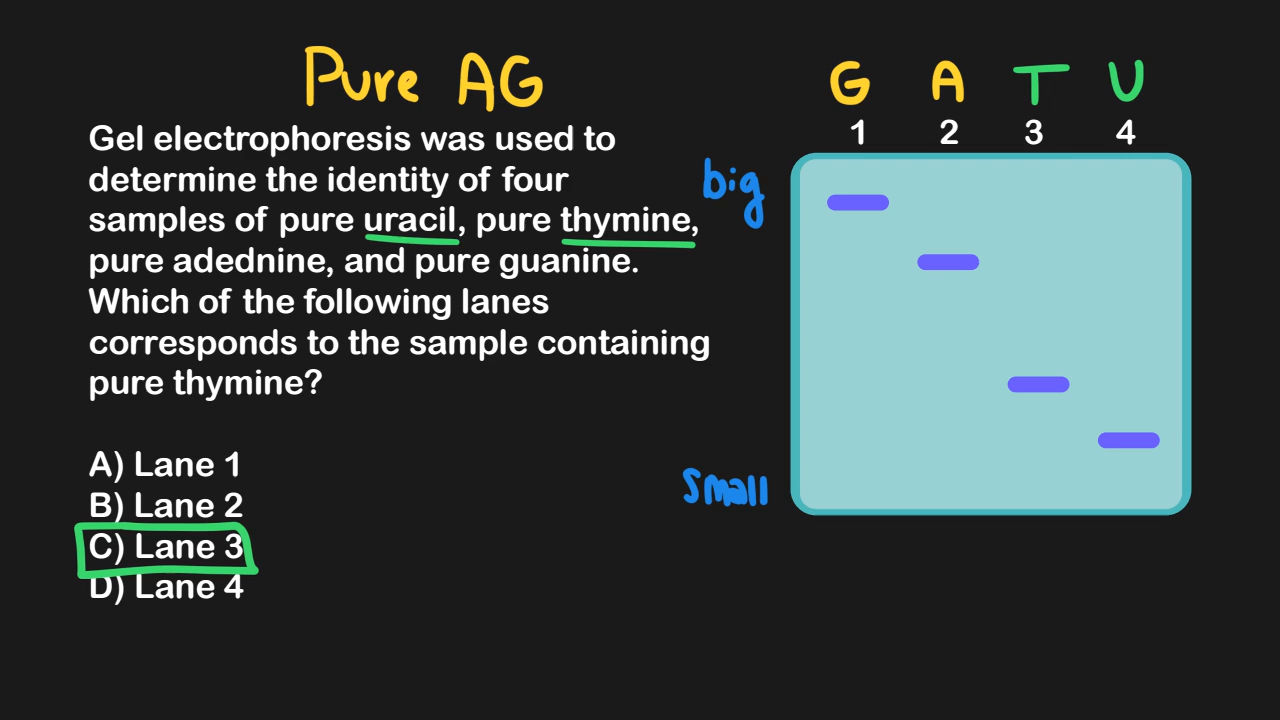 Pure AG
Gel electrophoresis was used to
determine the identity of four
samples of pure uracil, pure thymine,
pure adednine, and pure guanine.
Which of the following lanes
corresponds to the sample containing
pure thymine?
A) Lane 1
B) Lane 2
C) Lane 3
D) Lane 4
G A T U
1 2 3 4
big
small